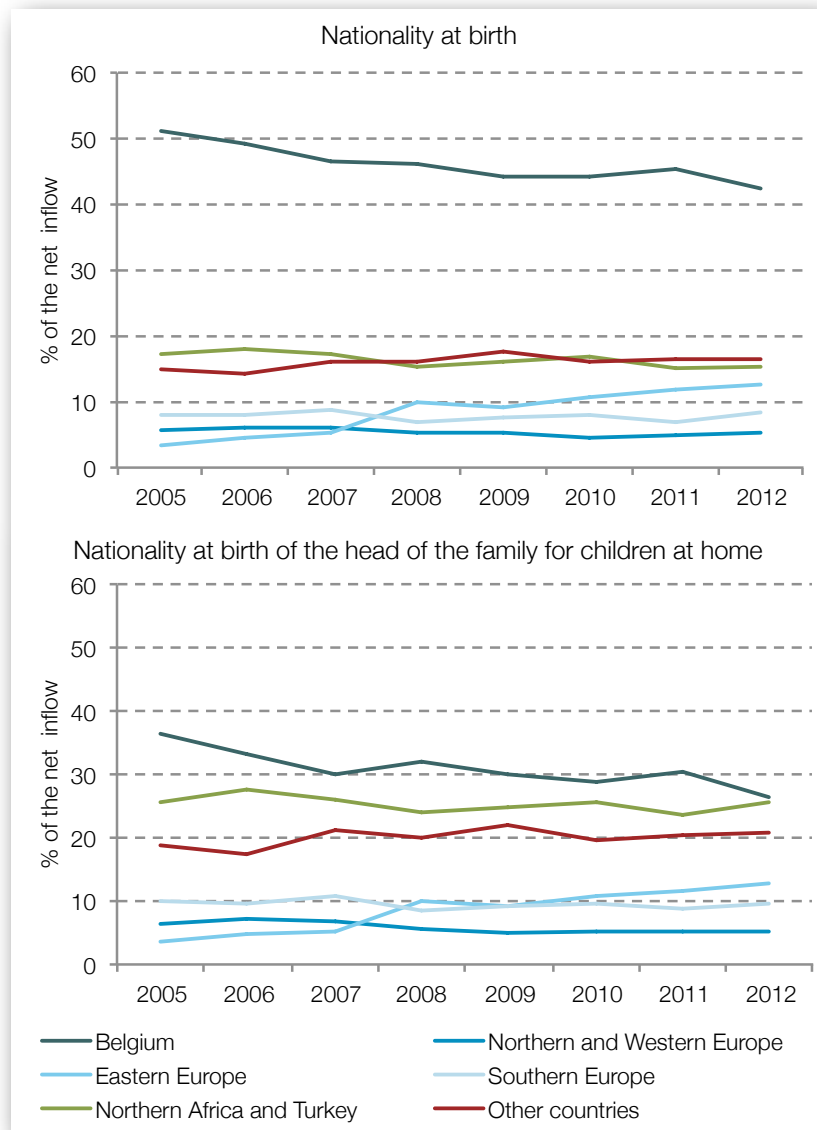 Nationality at birth
% of the net inflow
60
50
40
30
20
10
0
2005 2006 2007 2008 2009 2010 2011 2012
Nationality at birth of the head of the family for children at home
% of the net inflow
60
50
40
30
20
10
0
2005 2006 2007 2008 2009 2010 2011 2012
Belgium Northern and Western Europe
Eastern Europe Southern Europe
Northern Africa and Turkey Other countries